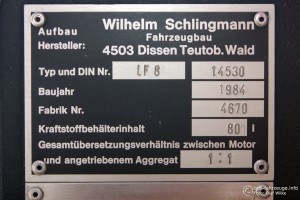 Aufbau Hersteller: Wilhelm Schlingmann
Fahrzeugbau
4503 Dissen Teutob. Wald
Typ und DIN Nr. LF 8 14530
Baujahr 1984
Fabrik Nr. 4670
Kraftstoffbehälterinhalt 80 l
Gesamtübersetzungsverhältnis zwischen Motor
und angetriebenem Aggregat 1:1